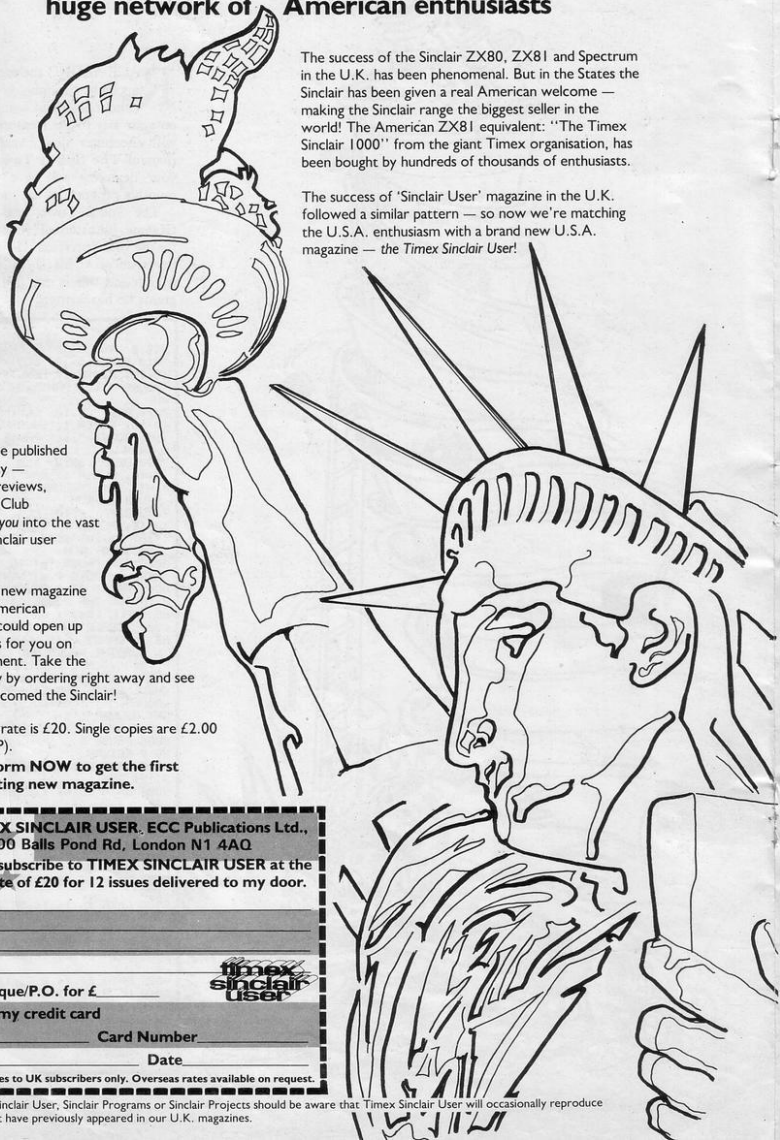 huge network of American enthusiasts
The success of the Sinclair ZX80, ZX81 and Spectrum
in the U.K. has been phenomenal. But in the States the
Sinclair has been given a real American welcome —
making the Sinclair range the biggest seller in the
world! The American ZX81 equivalent: "The Timex
Sinclair 1000" from the giant Timex organisation, has
been bought by hundreds of thousands of enthusiasts.
The success of 'Sinclair User' magazine in the U.K.
followed a similar pattern — so now we're matching
the U.S.A. enthusiasm with a brand new U.S.A.
magazine — the Timex Sinclair User!
e published
y —
eviews,
Club
you into the vast
nclair user
new magazine
merican
could open up
s for you on
nent. Take the
y by ordering right away and see
comed the Sinclair!
rate is £20. Single copies are £2.00
P).
orm NOW to get the first
ting new magazine.
X SINCLAIR USER, ECC Publications Ltd.,
00 Balls Pond Rd, London N1 4AQ
subscribe to TIMEX SINCLAIR USER at the
te of £20 for 12 issues delivered to my door.
timex
sinclair
user
que/P.O. for £
my credit card
Card Number
Date
es to UK subscribers only. Overseas rates available on request.
inclair User, Sinclair Programs or Sinclair Projects should be aware that Timex Sinclair User will occasionally reproduce
t have previously appeared in our U.K. magazines.